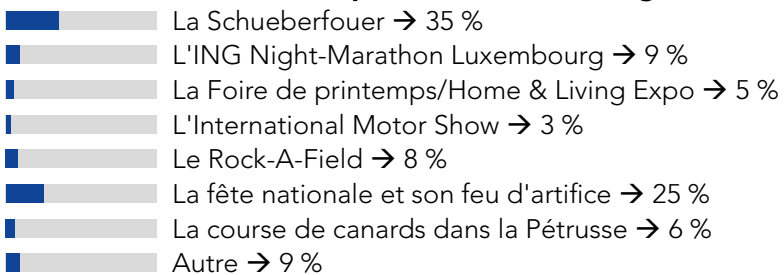 La Schueberfouer → 35 %
L'ING Night-Marathon Luxembourg → 9 %
La Foire de printemps/Home & Living Expo → 5 %
L'International Motor Show → 3 %
Le Rock-A-Field → 8 %
La fête nationale et son feu d'artifice → 25 %
La course de canards dans la Pétrusse → 6 %
Autre → 9 %